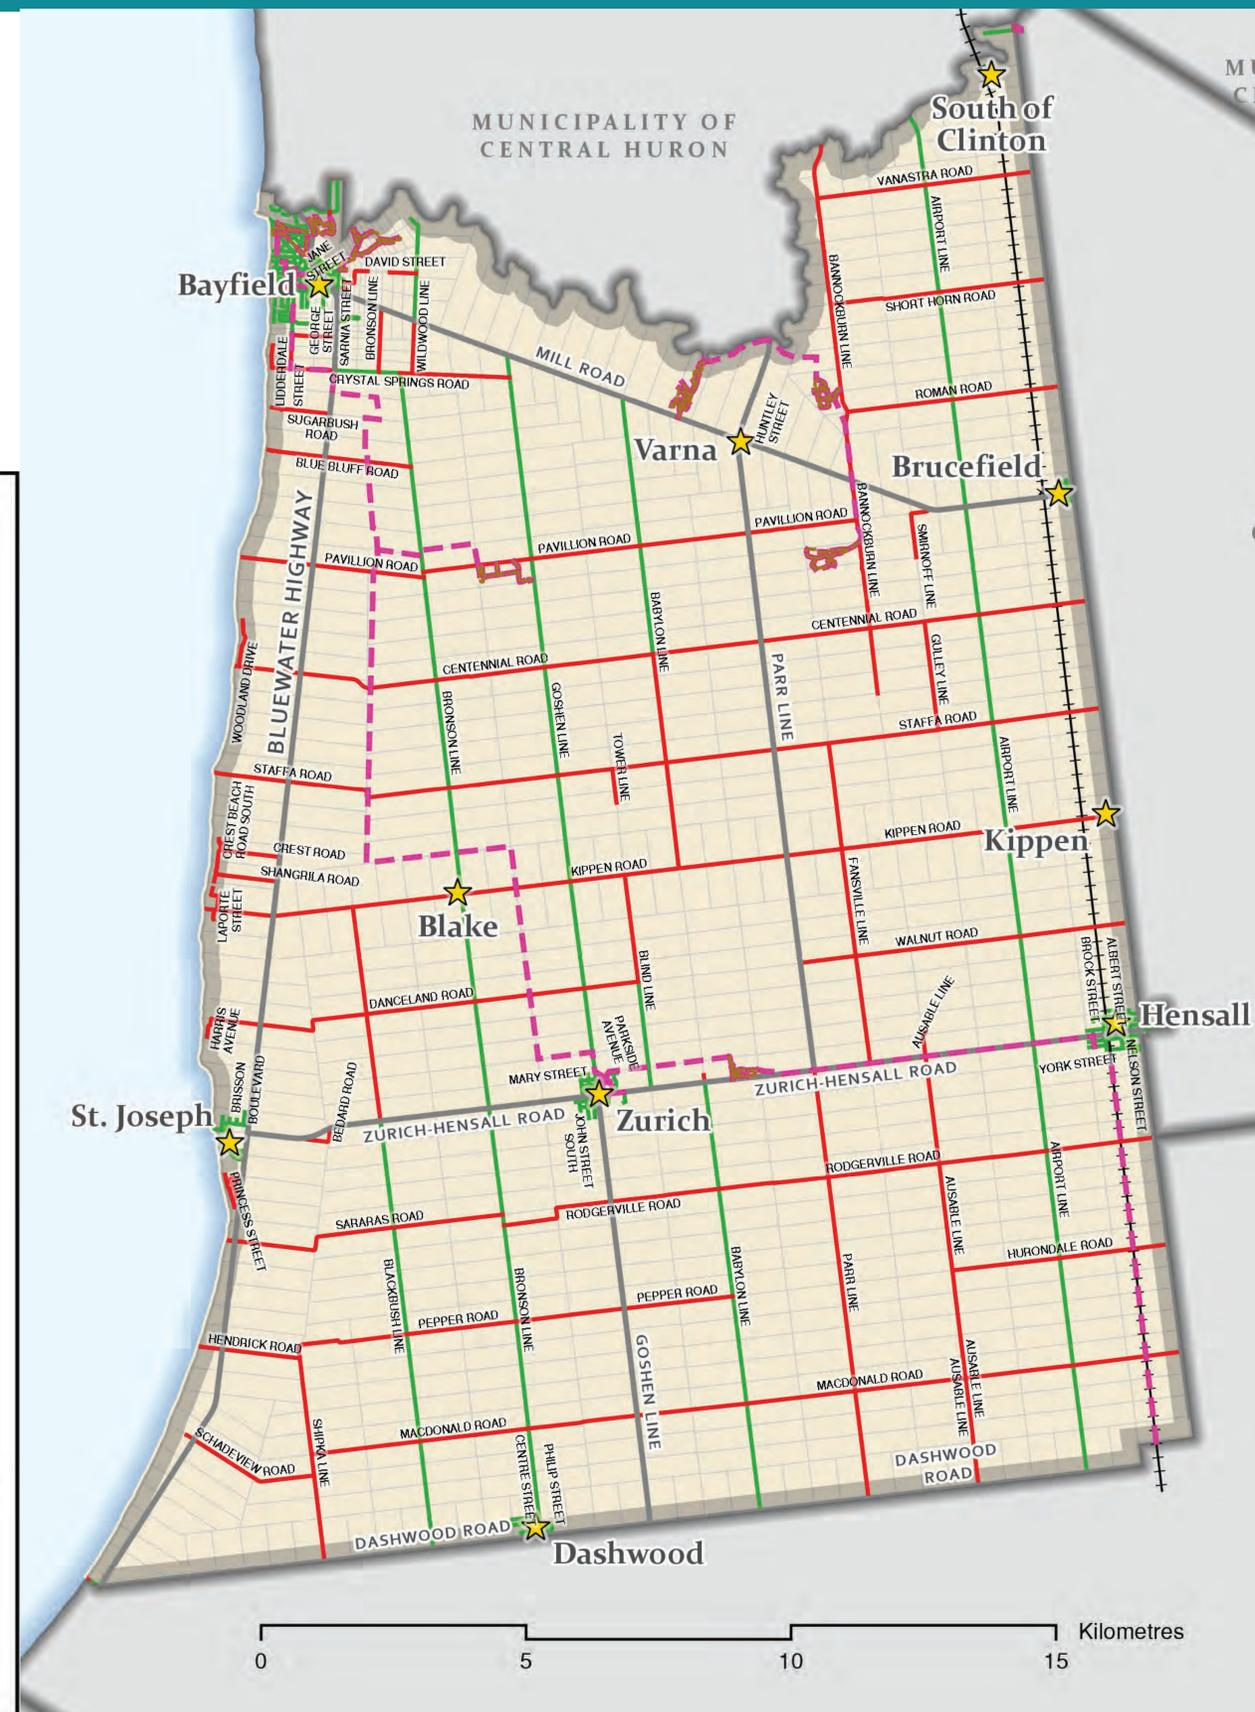 MU
CE
South of
Clinton
MUNICIPALITY OF
CENTRAL HURON
VANASTRA ROAD
AIRPORT LINE
JANE
STREET
DAVID STREET
Bayfield
BANNOCKBURN LINE
SHORT HORN ROAD
GEORGE
STREET
SARNIA STREET
BRONSON LINE
WILDWOOD LINE
LIDDERDALE
STREET
CRYSTAL SPRINGS ROAD
MILL ROAD
ROMAN ROAD
SUGARBUSH
ROAD
HUNTLEY
STREET
Varna
BLUE BLUFF ROAD
Brucefield
BLUEWATER HIGHWAY
PAVILLION ROAD
PAVILLION ROAD
PAVILLION ROAD
BANNOCKBURN LINE
SMIRNOFF LINE
BABYLON LINE
CENTENNIAL ROAD
CENTENNIAL ROAD
GULLEY LINE
WOODLAND DRIVE
PARR LINE
BRONSON LINE
GOSHEN LINE
STAFFA ROAD
TOWER LINE
AIRPORT LINE
STAFFA ROAD
CREST BEACH
ROAD SOUTH
CREST ROAD
KIPPEN ROAD
Kippen
SHANGRILA ROAD
KIPPEN ROAD
LAPORTE
STREET
Blake
FANSVILLE LINE
WALNUT ROAD
BLIND LINE
BROCK STREET
ALBERT STREET
DANCELAND ROAD
AUSABLE LINE
HARRIS
AVENUE
PARKSIDE
AVENUE
Hensall
BRISSON
BOULEVARD
BEDARD ROAD
MARY STREET
ZURICH-HENSALL ROAD
YORK STREET
NELSON STREET
St. Joseph
ZURICH-HENSALL ROAD
Zurich
JOHN STREET
SOUTH
RODGERVILLE ROAD
AIRPORT LINE
PRINCESS STREET
SARARAS ROAD
RODGERVILLE ROAD
AUSABLE LINE
HURONDALE ROAD
BLACKBUSH LINE
BRONSON LINE
BABYLON LINE
PARR LINE
PEPPER ROAD
PEPPER ROAD
HENDRICK ROAD
GOSHEN LINE
AUSABLE LINE
AUSABLE LINE
MACDONALD ROAD
SHIPKA LINE
MACDONALD ROAD
SCHADEVIEW ROAD
CENTRE STREET
PHILIP STREET
DASHWOOD
ROAD
DASHWOOD ROAD
Dashwood
Kilometres
0 5 10 15